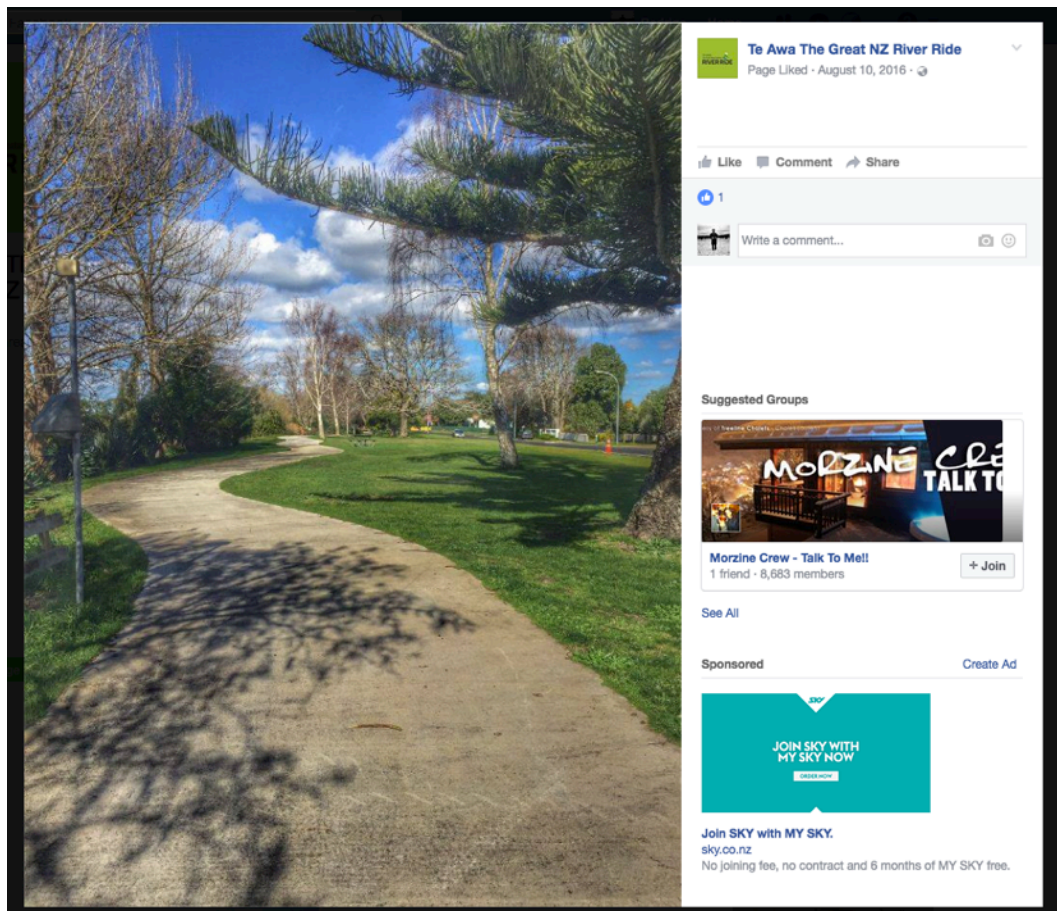 RIVER RIDE
Te Awa The Great NZ River Ride
Page Liked · August 10, 2016 ·
Like Comment Share
1
Write a comment...
Suggested Groups
MORZINE CRE
TALK TO
Morzine Crew - Talk To Me!!
1 friend · 8,683 members
+ Join
See All
Sponsored Create Ad
sky
JOIN SKY WITH
MY SKY NOW
ORDER NOW
Join SKY with MY SKY.
sky.co.nz
No joining fee, no contract and 6 months of MY SKY free.